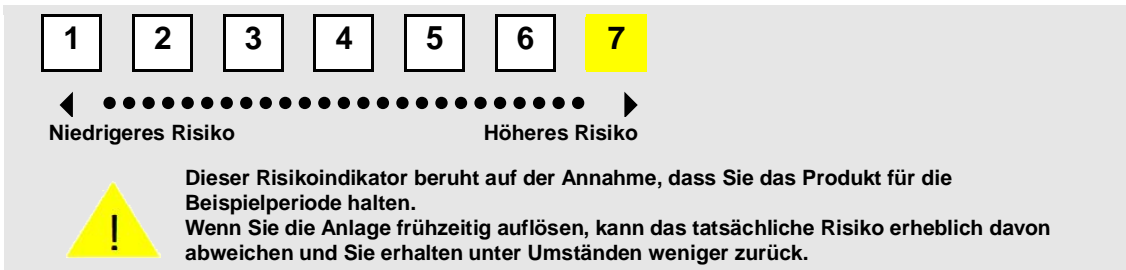 1 2 3 4 5 6 7
Niedrigeres Risiko Höheres Risiko
Dieser Risikoindikator beruht auf der Annahme, dass Sie das Produkt für die
Beispielperiode halten.
Wenn Sie die Anlage frühzeitig auflösen, kann das tatsächliche Risiko erheblich davon
abweichen und Sie erhalten unter Umständen weniger zurück.
!